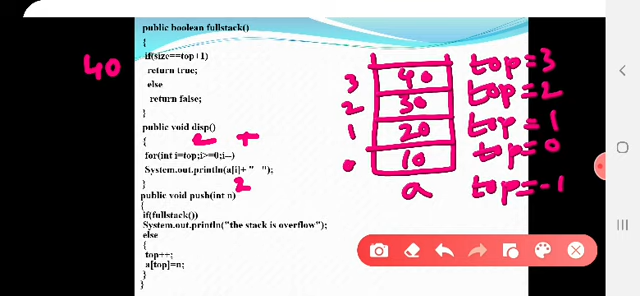 public boolean fullstack()
{
if(size==top+1)
return true;
else
return false;
}
public void disp()
{
for(int i=top;i>=0;i--)
System.out.println(a[i]+ "   ");
}
public void push(int n)
{
if(fullstack())
System.out.println("the stack is overflow");
else
{
top++;
a[top]=n;
}
}
40
3 40 top=3
2 30 top=2
1 20 top=1
0 10 top=0
a top=-1
2